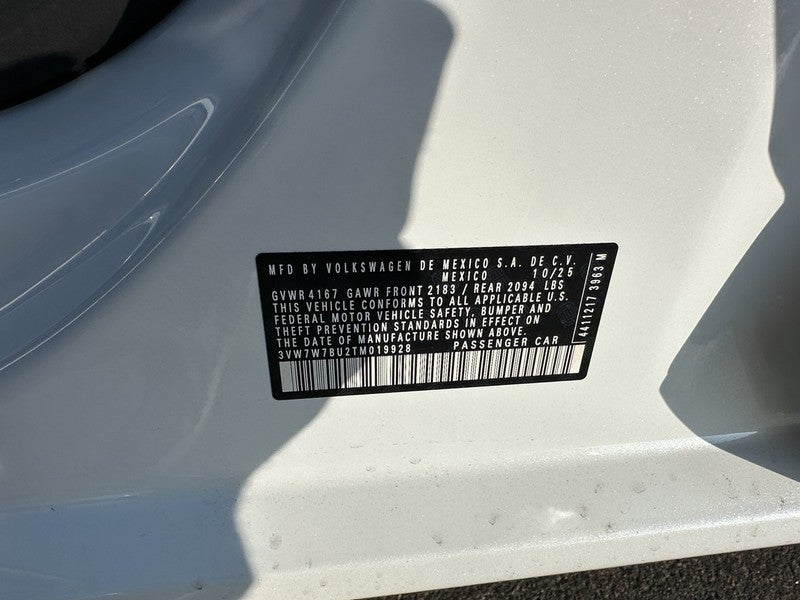 MFD BY VOLKSWAGEN DE MEXICO S.A. DE C.V.
MEXICO 10/25
GVWR 4167 GAWR FRONT 2183 / REAR 2094 LBS
THIS VEHICLE CONFORMS TO ALL APPLICABLE U.S.
FEDERAL MOTOR VEHICLE SAFETY, BUMPER AND
THEFT PREVENTION STANDARDS IN EFFECT ON
THE DATE OF MANUFACTURE SHOWN ABOVE.
3VW7W7BU2TM019928 PASSENGER CAR
4411217 3963 M